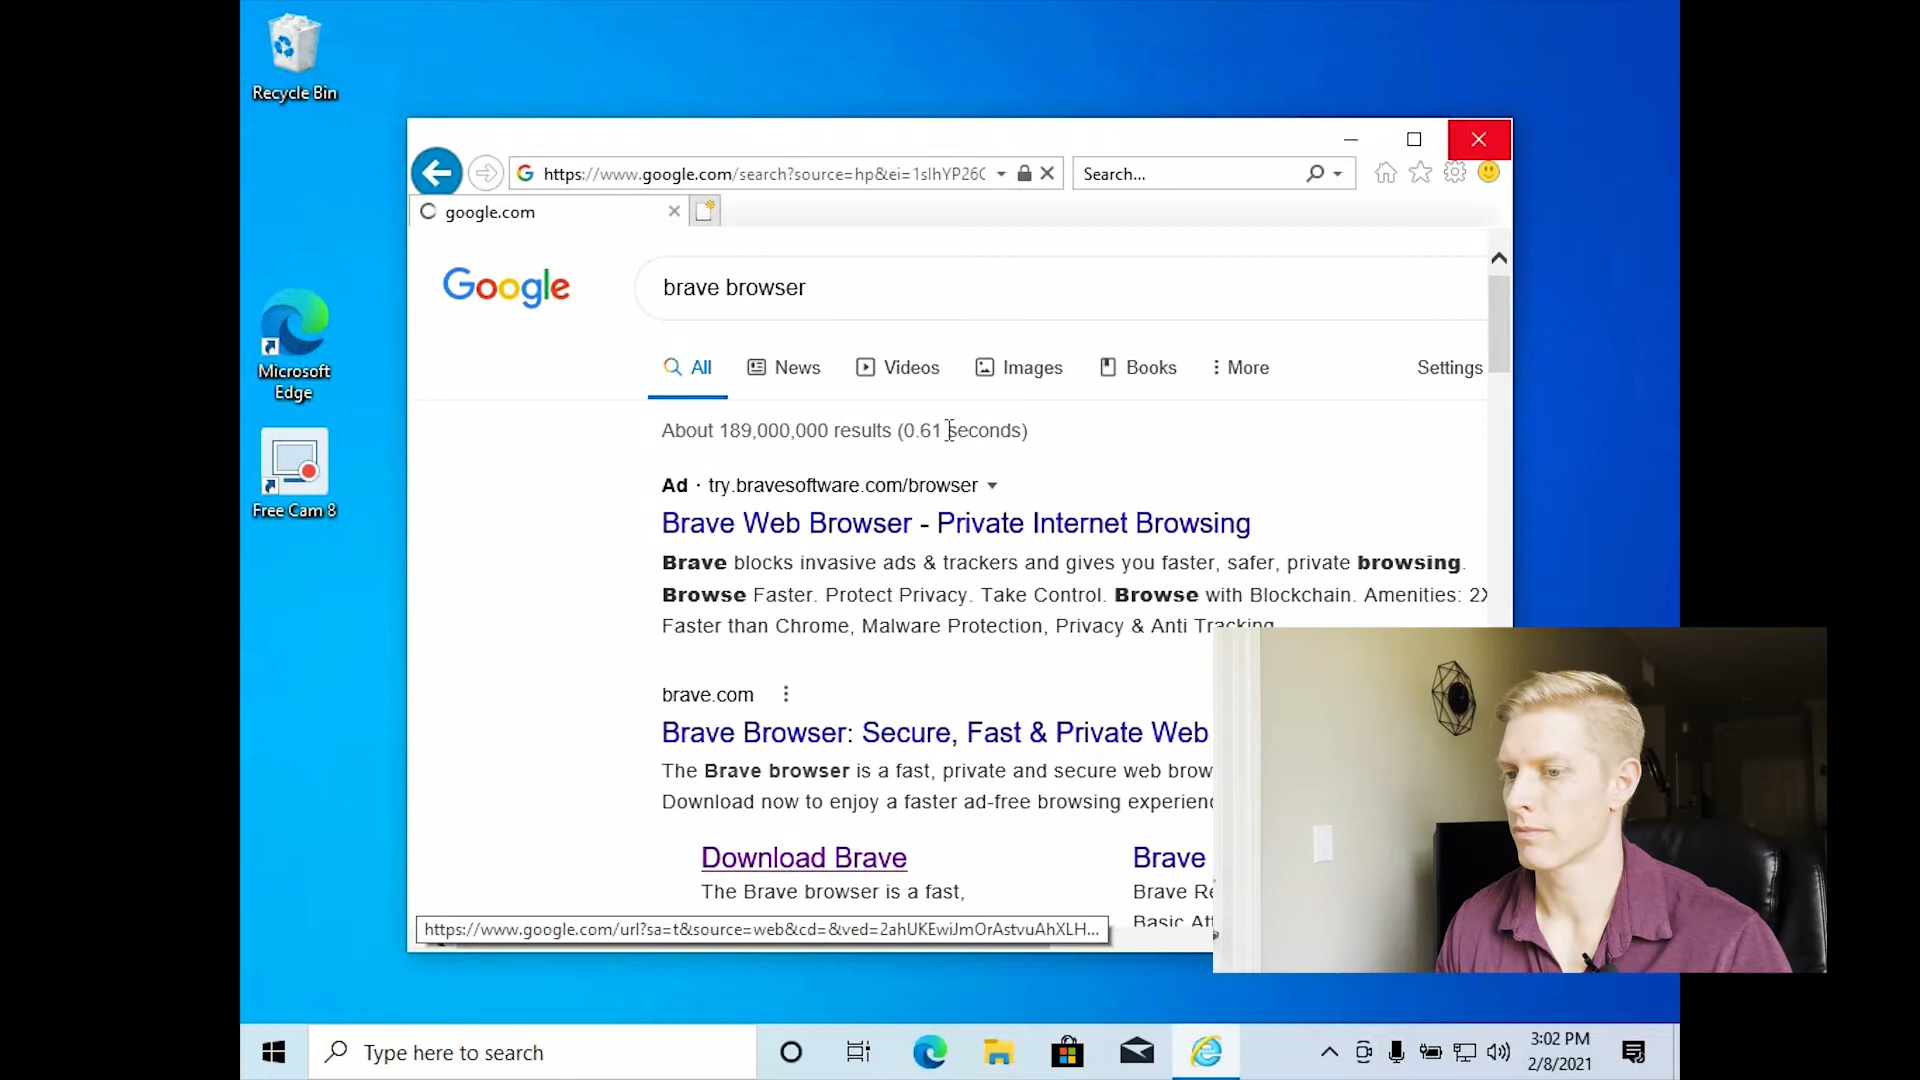 Recycle Bin
https://www.google.com/search?source=hp&ei=1slhYP26C
Search...
google.com
Google
brave browser
All
News
Videos
Images
Books
More
Settings
About 189,000,000 results (0.61 seconds)
Microsoft
Edge
Free Cam 8
Ad · try.bravesoftware.com/browser
Brave Web Browser - Private Internet Browsing
Brave blocks invasive ads & trackers and gives you faster, safer, private browsing.
Browse Faster. Protect Privacy. Take Control. Browse with Blockchain. Amenities: 2X
Faster than Chrome, Malware Protection, Privacy & Anti Tracking
brave.com
Brave Browser: Secure, Fast & Private Web
The Brave browser is a fast, private and secure web brow
Download now to enjoy a faster ad-free browsing experienc
Download Brave
The Brave browser is a fast,
Brave
Brave Re
Basic At
https://www.google.com/url?sa=t&source=web&cd=&ved=2ahUKEwiJmOrAstvuAhXLH...
Type here to search
3:02 PM
2/8/2021